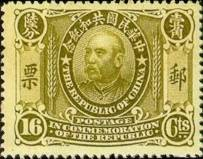 中華民國共和紀念
壹角
陸分
郵票
THE REPUBLIC OF CHINA
POSTAGE
16 IN COMMEMORATION Cts
OF THE REPUBLIC